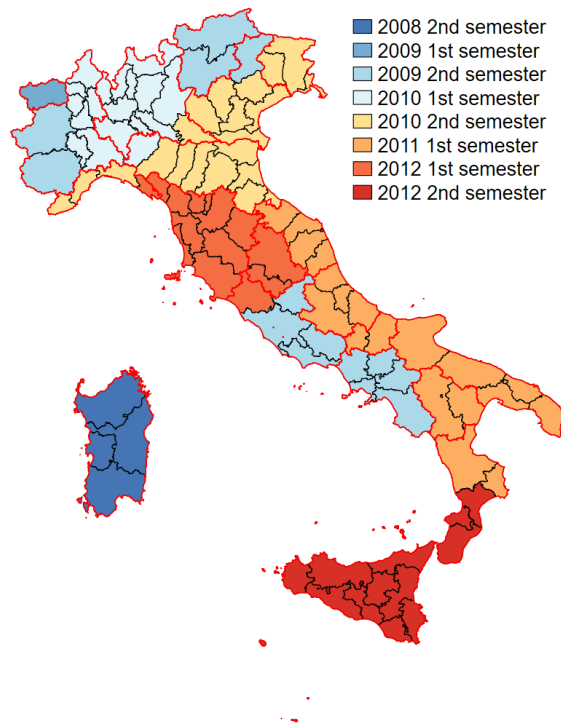 2008 2nd semester
2009 1st semester
2009 2nd semester
2010 1st semester
2010 2nd semester
2011 1st semester
2012 1st semester
2012 2nd semester